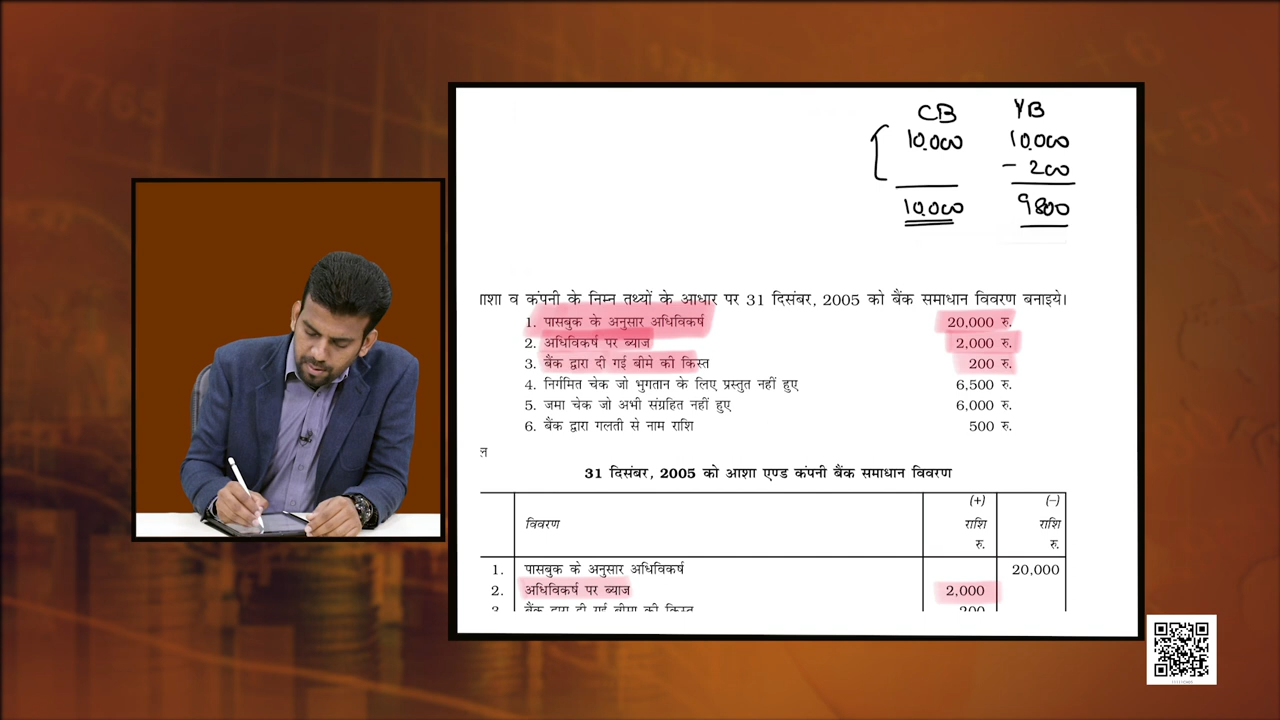 CB YB
10,000 10,000
- 200
10,000 9800
ाशा व कंपनी के निम्न तथ्यों के आधार पर 31 दिसंबर, 2005 को बैंक समाधान विवरण बनाइये।
1. पासबुक के अनुसार अधिविकर्ष 20,000 रु.
2. अधिविकर्ष पर ब्याज 2,000 रु.
3. बैंक द्वारा दी गई बीमे की किस्त 200 रु.
4. निर्गमित चेक जो भुगतान के लिए प्रस्तुत नहीं हुए 6,500 रु.
5. जमा चेक जो अभी संग्रहित नहीं हुए 6,000 रु.
6. बैंक द्वारा गलती से नाम राशि 500 रु.
ल
31 दिसंबर, 2005 को आशा एण्ड कंपनी बैंक समाधान विवरण
(+) (–)
विवरण राशि राशि
रु. रु.
1. पासबुक के अनुसार अधिविकर्ष 20,000
2. अधिविकर्ष पर ब्याज 2,000
3. बैंक द्वारा दी गई बीमा की किस्त 200